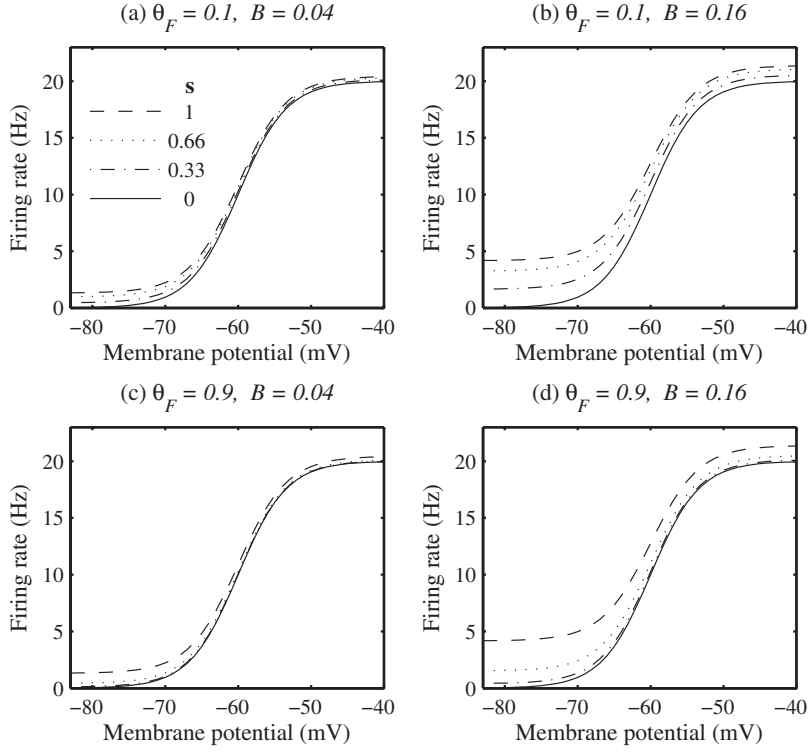 (a) θ_F = 0.1, B = 0.04
(b) θ_F = 0.1, B = 0.16
Firing rate (Hz)
20
15
10
5
0
s
1
0.66
0.33
0
−80 −70 −60 −50 −40
Membrane potential (mV)
Firing rate (Hz)
20
15
10
5
0
−80 −70 −60 −50 −40
Membrane potential (mV)
(c) θ_F = 0.9, B = 0.04
(d) θ_F = 0.9, B = 0.16
Firing rate (Hz)
20
15
10
5
0
−80 −70 −60 −50 −40
Membrane potential (mV)
Firing rate (Hz)
20
15
10
5
0
−80 −70 −60 −50 −40
Membrane potential (mV)